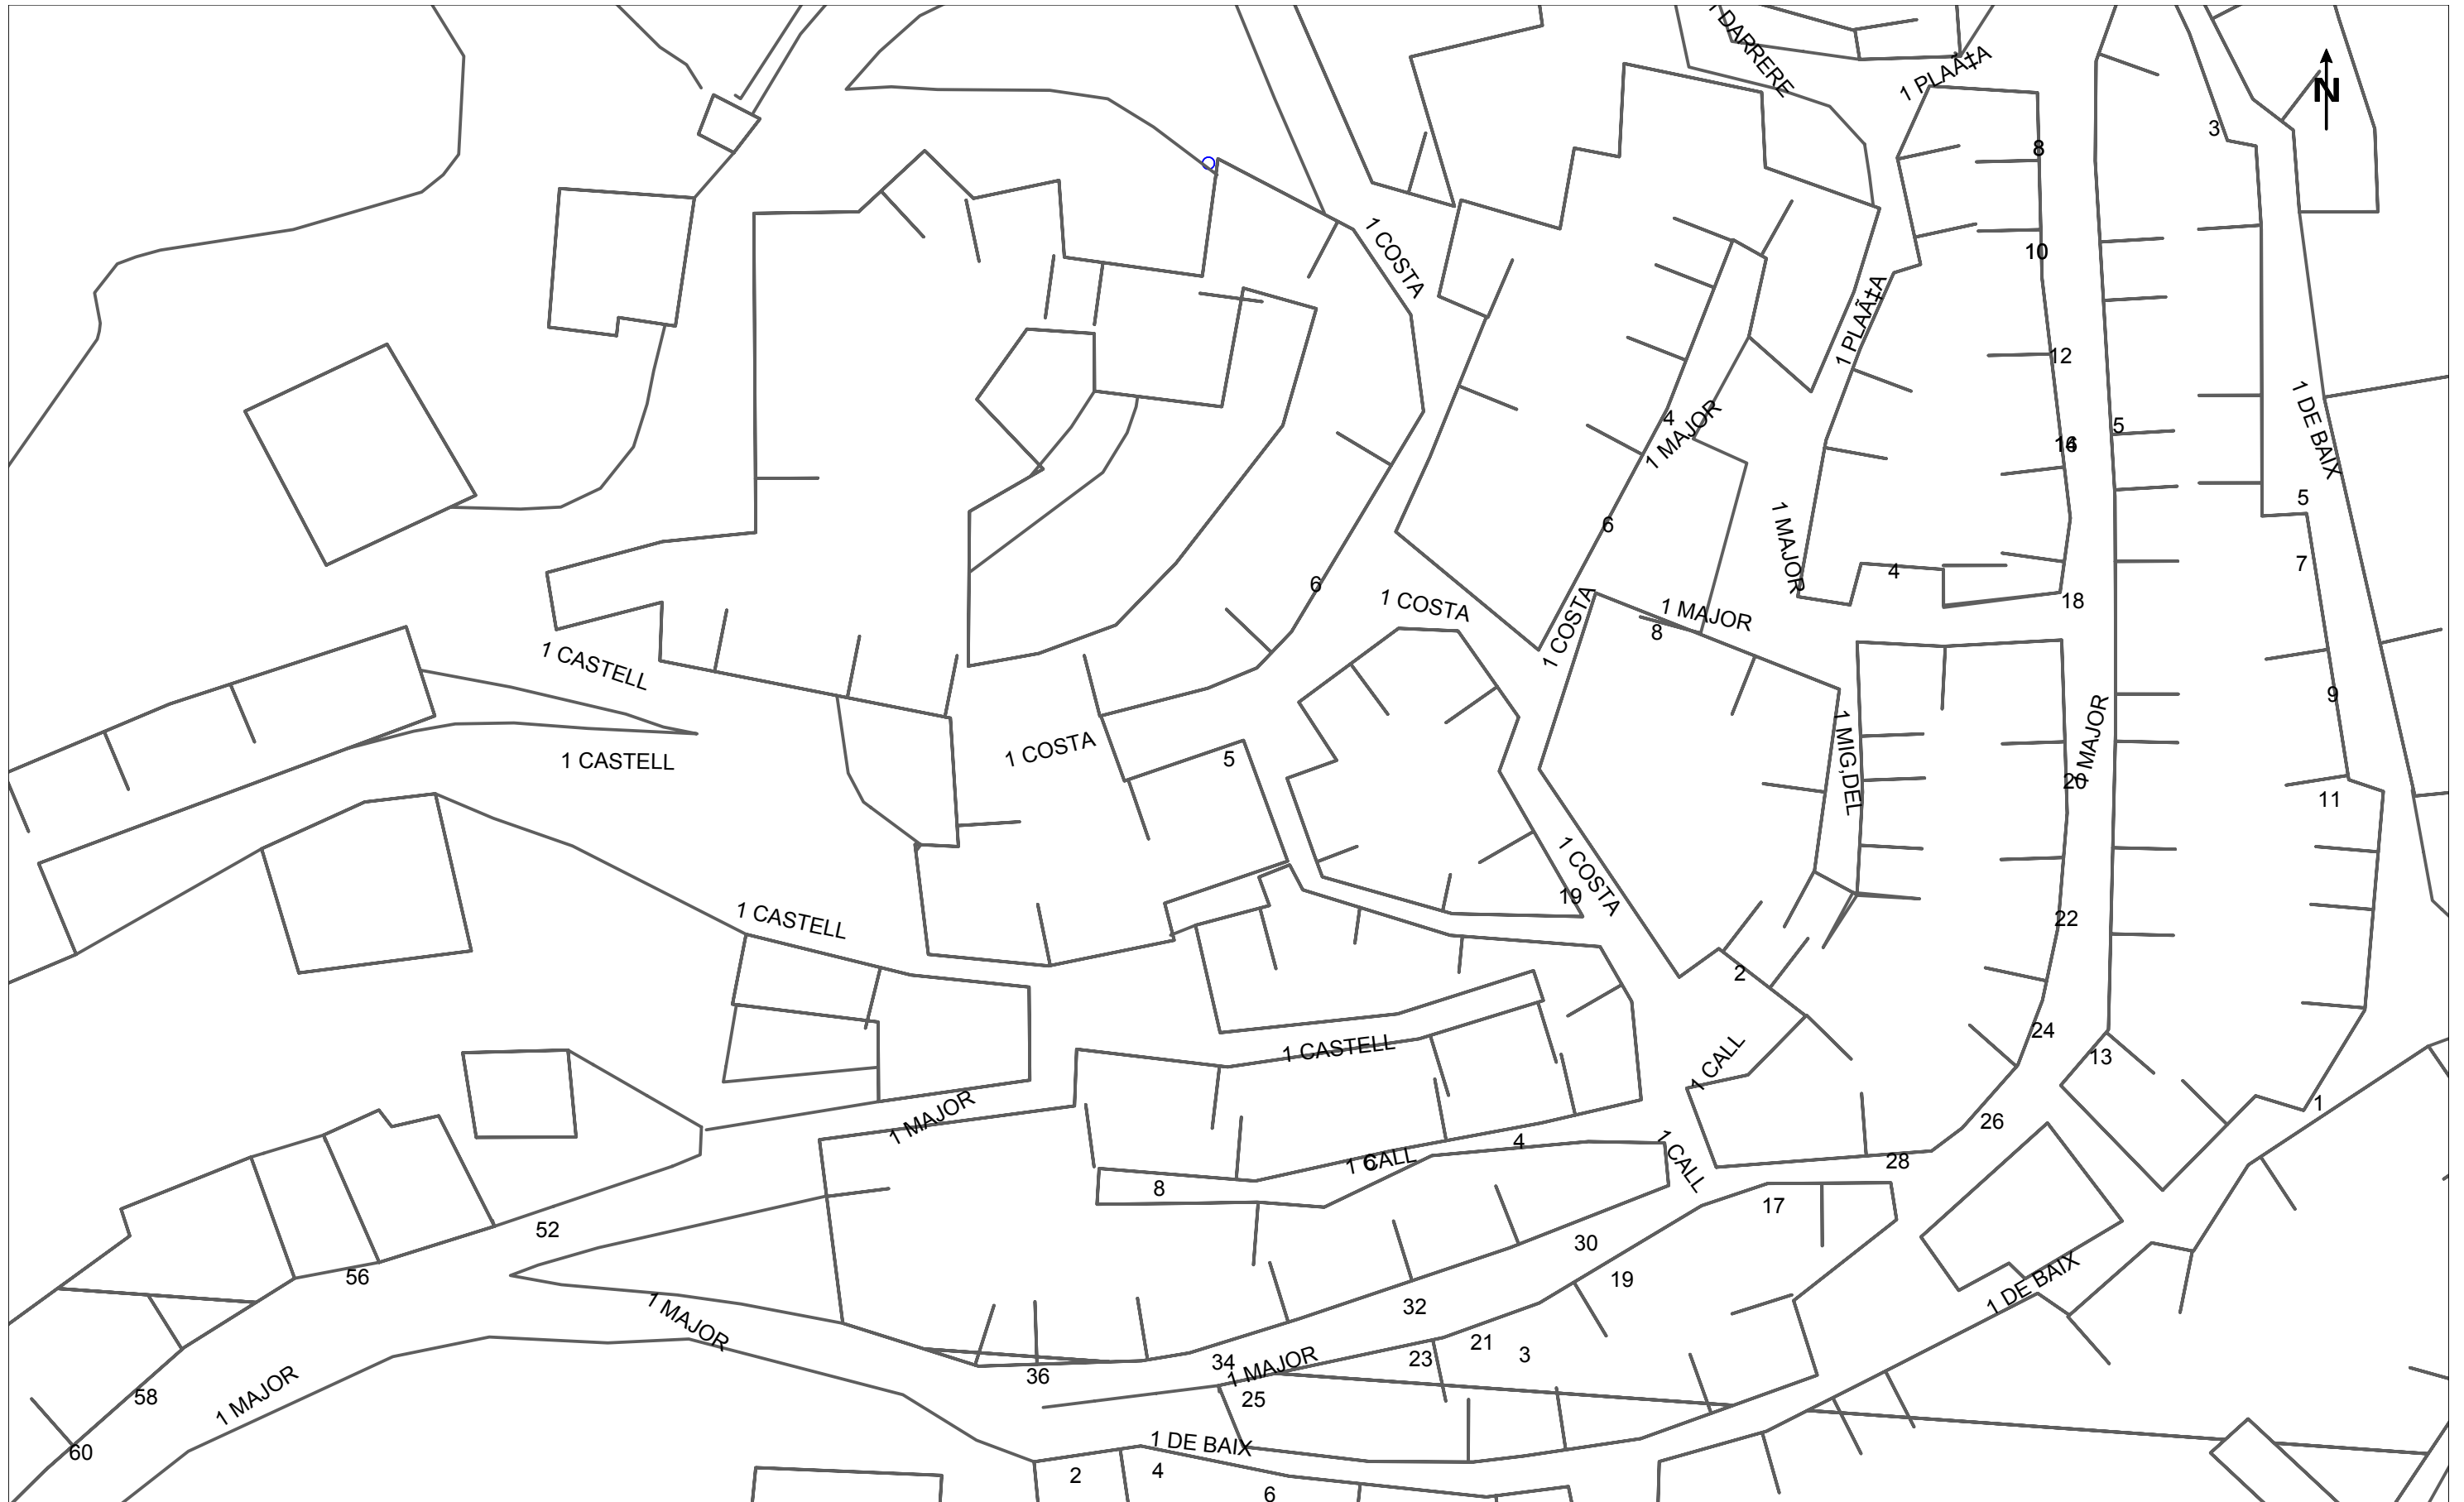 1 DARRERE
1 PLAÃ‡A
N
3
8
10
1 COSTA
1 PLAÃ‡A
12
4
1 MAJOR
5
1 DE BAIX
5
6
1 MAJOR
7
4
6
1 COSTA
1 COSTA
1 MAJOR
8
18
1 CASTELL
1 CASTELL
1 COSTA
5
1 MIG,DEL
1 MAJOR
9
20
11
1 COSTA
19
1 CASTELL
22
2
24
1 CASTELL
1 CALL
13
1 MAJOR
26
1
4
1 CALL
6
1 CALL
28
8
17
52
30
19
56
1 DE BAIX
32
1 MAJOR
21
3
23
34
1 MAJOR
36
25
58
1 MAJOR
60
1 DE BAIX
2
4
6